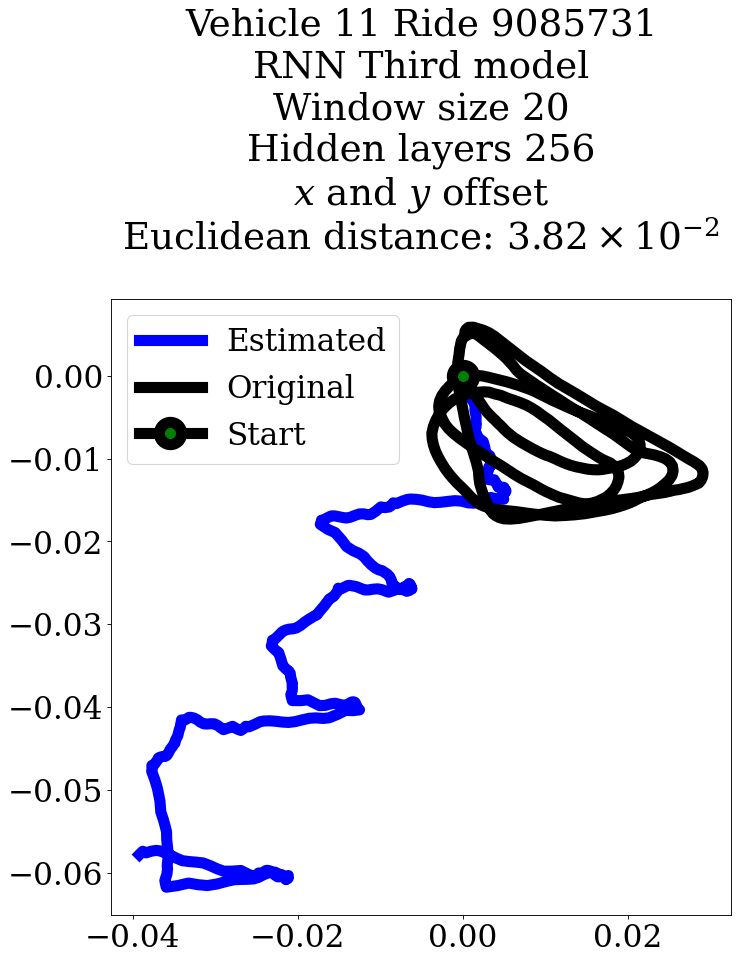 Vehicle 11 Ride 9085731
RNN Third model
Window size 20
Hidden layers 256
x and y offset
Euclidean distance: 3.82 × 10⁻²
Estimated
Original
Start
0.00
−0.01
−0.02
−0.03
−0.04
−0.05
−0.06
−0.04 −0.02 0.00 0.02